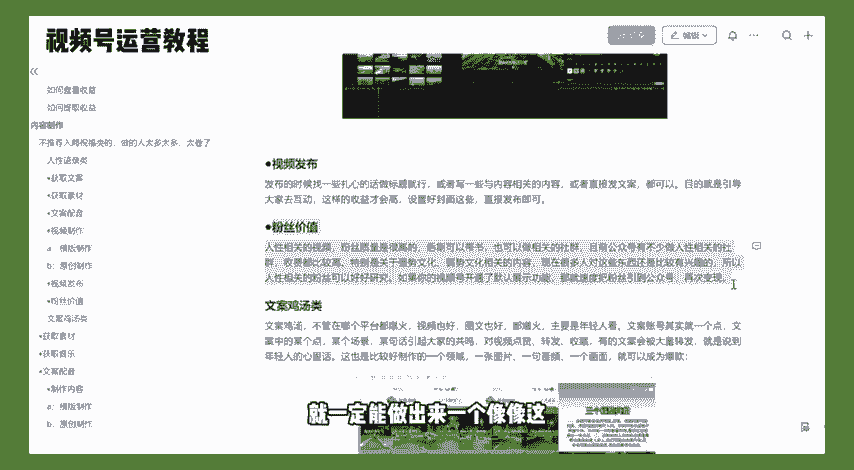 视频号运营教程
编辑
如何查看收益
如何提取收益
内容制作
不推荐入局祝福类的，做的人太多太多，太卷了
人性语录类
•获取文案
•获取素材
•文案配音
•视频制作
a：横版制作
b：原创制作
•视频发布
•粉丝价值
文案鸡汤类
•获取素材
•获取音乐
•文案配音
•制作内容
a：横版制作
b：原创制作
•视频发布
发布的时候找一些扎心的话做标题就行，或者写一些与内容相关的内容，或者直接发文案，都可以。目的就是引导
大家去互动，这样的收益才会高，设置好封面这些，直接发布即可。
•粉丝价值
人性相关的视频，粉丝质量是很高的，后期可以带书，也可以做相关的社群，目前公众号有不少做人性相关的社
群，收费都比较高，特别是关于强势文化、弱势文化相关的内容，现在很多人对这些东西还是比较有兴趣的，所以
人性相关的粉丝可以好好研究。如果你的视频号开通了默认展示功能，那就速度把粉丝引到公众号，再次变现。
文案鸡汤类
文案鸡汤，不管在哪个平台都爆火，视频也好，图文也好，都爆火，主要是年轻人看。文案账号其实就一个点，文
案中的某个点，某个场景，某句话引起大家的共鸣，对视频点赞、转发、收藏，有的文案会被大量转发，就是说到
年轻人的心里话。这也是比较好制作的一个领域，一张图片、一句音频、一个画面，就可以成为爆款：
就一定能做出来一个像像这